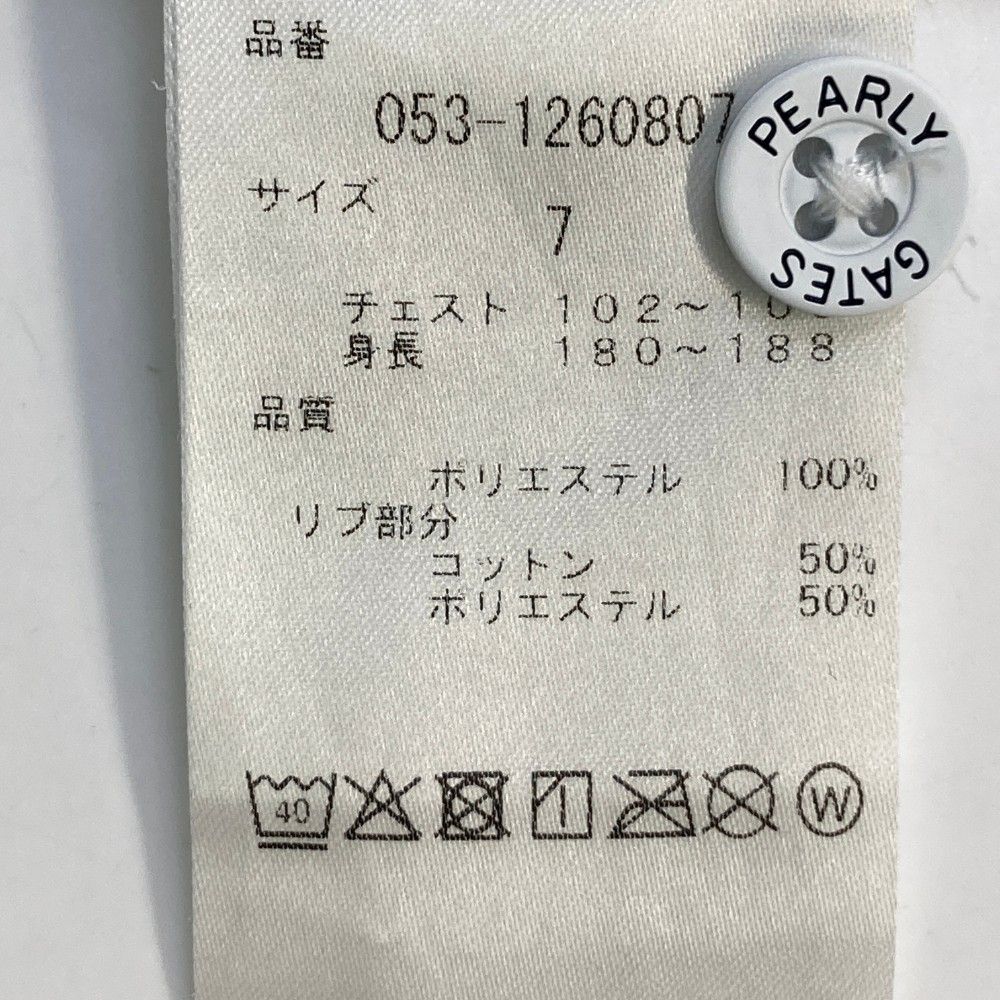 品番
053-1260807
PEARLY GATES
サイズ
7
チェスト 102～10
身長 180～188
品質
ポリエステル 100%
リブ部分
コットン 50%
ポリエステル 50%
40
W